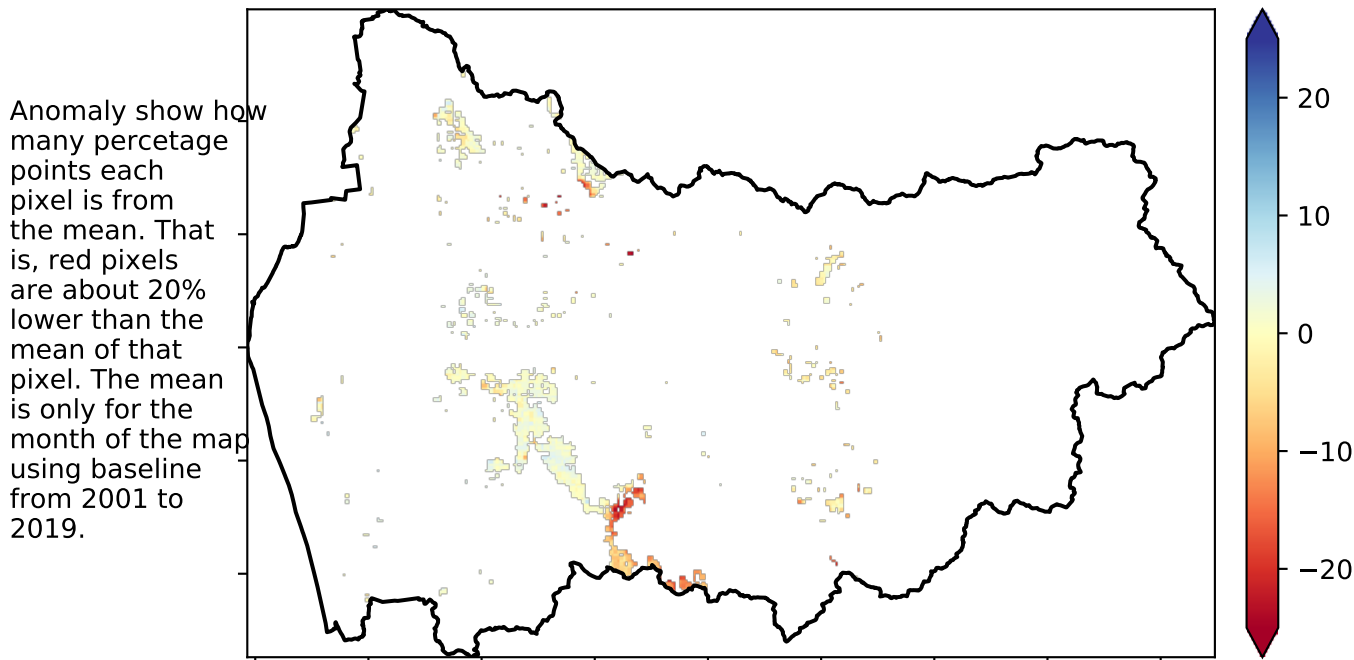 Anomaly show how
many percetage
points each
pixel is from
the mean. That
is, red pixels
are about 20%
lower than the
mean of that
pixel. The mean
is only for the
month of the map
using baseline
from 2001 to
2019.
20
10
0
−10
−20